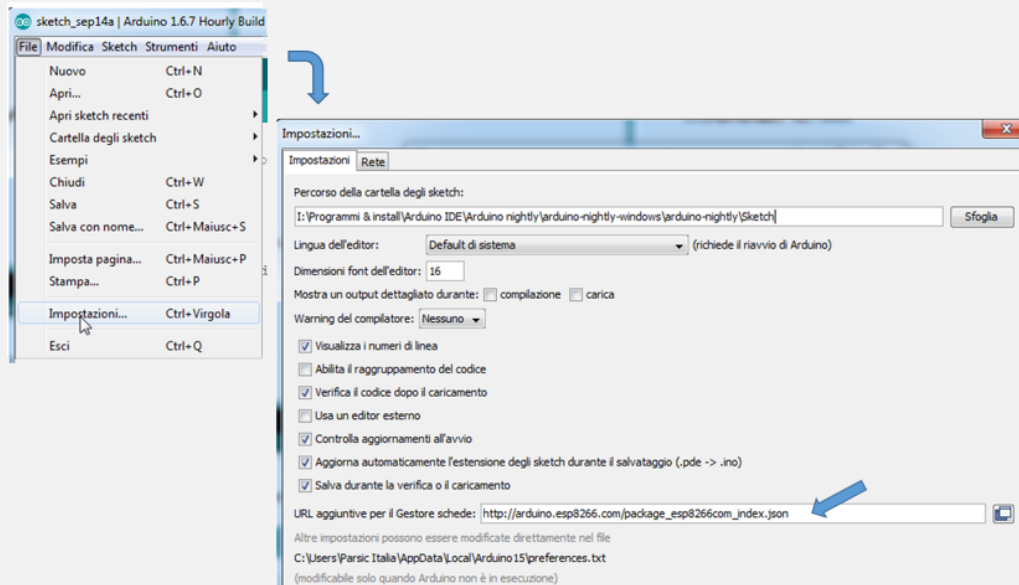 sketch_sep14a | Arduino 1.6.7 Hourly Build
File Modifica Sketch Strumenti Aiuto
Nuovo Ctrl+N
Apri... Ctrl+O
Apri sketch recenti
Cartella degli sketch
Esempi
Chiudi Ctrl+W
Salva Ctrl+S
Salva con nome... Ctrl+Maiusc+S
Imposta pagina... Ctrl+Maiusc+P
Stampa... Ctrl+P
Impostazioni... Ctrl+Virgola
Esci Ctrl+Q
Impostazioni...
Impostazioni Rete
Percorso della cartella degli sketch:
I:\Programmi & install\Arduino IDE\Arduino nightly\arduino-nightly-windows\arduino-nightly\Sketch Sfoglia
Lingua dell'editor: Default di sistema (richiede il riavvio di Arduino)
Dimensioni font dell'editor: 16
Mostra un output dettagliato durante: compilazione carica
Warning del compilatore: Nessuno
Visualizza i numeri di linea
Abilita il raggruppamento del codice
Verifica il codice dopo il caricamento
Usa un editor esterno
Controlla aggiornamenti all'avvio
Aggiorna automaticamente l'estensione degli sketch durante il salvataggio (.pde -> .ino)
Salva durante la verifica o il caricamento
URL aggiuntive per il Gestore schede: http://arduino.esp8266.com/package_esp8266com_index.json
Altre impostazioni possono essere modificate direttamente nel file
C:\Users\Parsic Italia\AppData\Local\Arduino15\preferences.txt
(modificabile solo quando Arduino non è in esecuzione)